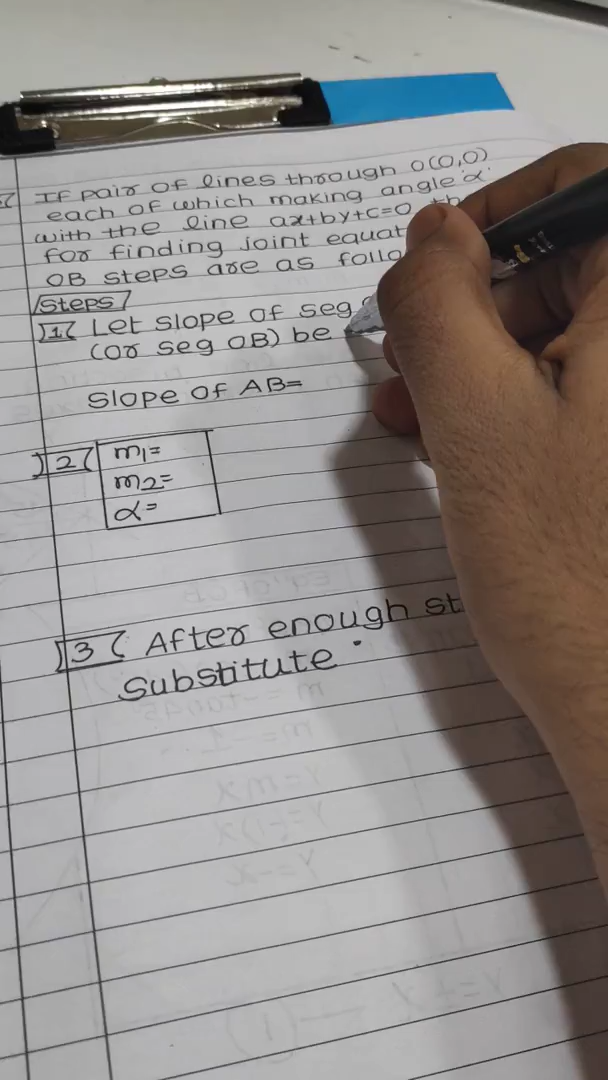 If pair of lines through O(0,0)
each of which making angle α
with the line ax+by+c=0
for finding joint equat
OB steps are as follo
Steps
1 Let slope of seg
(or seg OB) be
Slope of AB=
2 m1=
m2=
α=
3 After enough st
Substitute